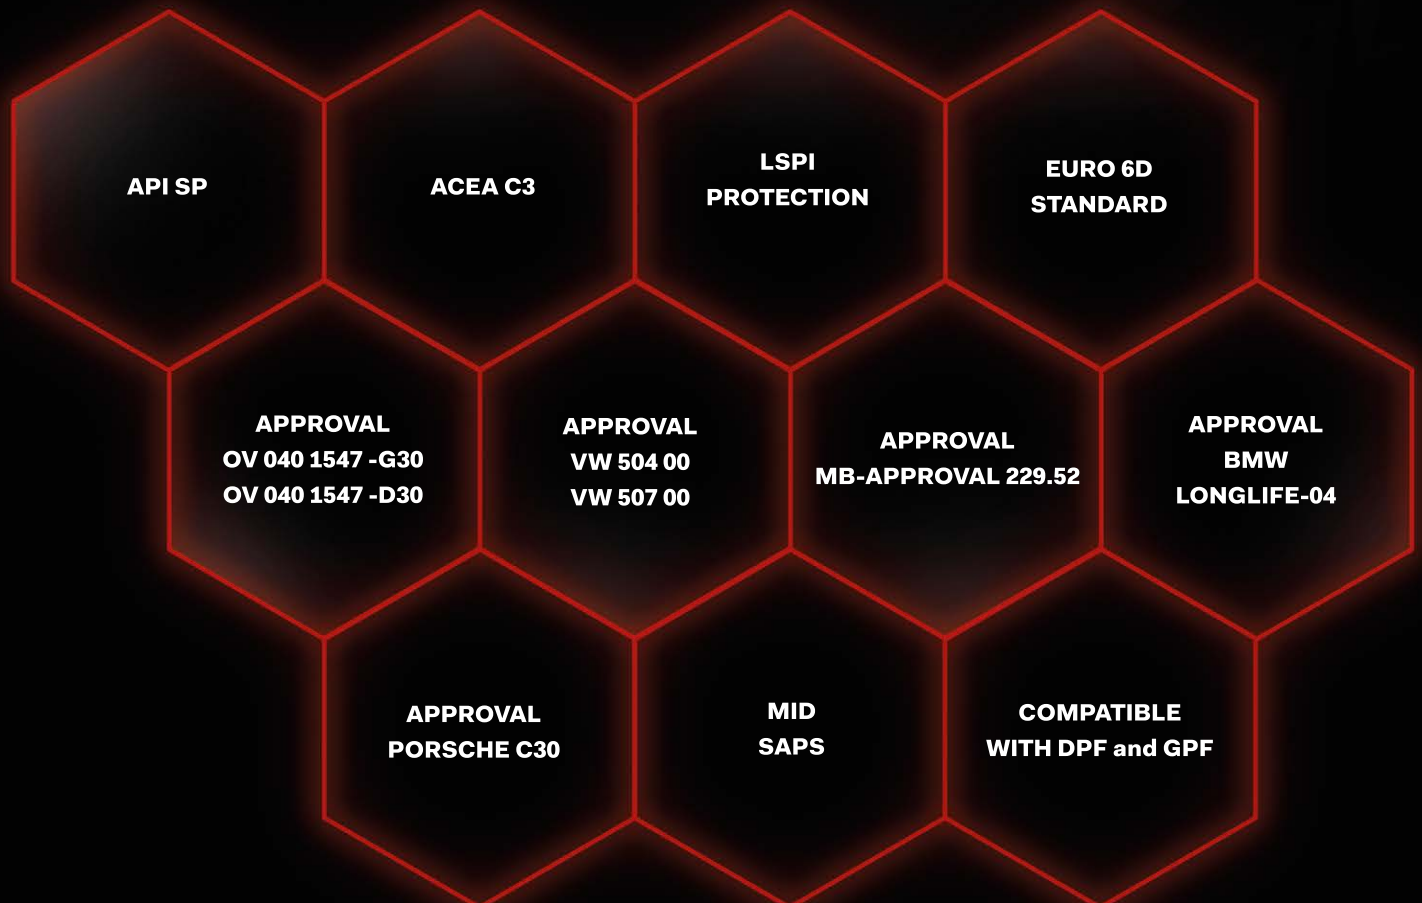 API SP
ACEA C3
LSPI
PROTECTION
EURO 6D
STANDARD
APPROVAL
OV 040 1547 -G30
OV 040 1547 -D30
APPROVAL
VW 504 00
VW 507 00
APPROVAL
MB-APPROVAL 229.52
APPROVAL
BMW
LONGLIFE-04
APPROVAL
PORSCHE C30
MID
SAPS
COMPATIBLE
WITH DPF and GPF